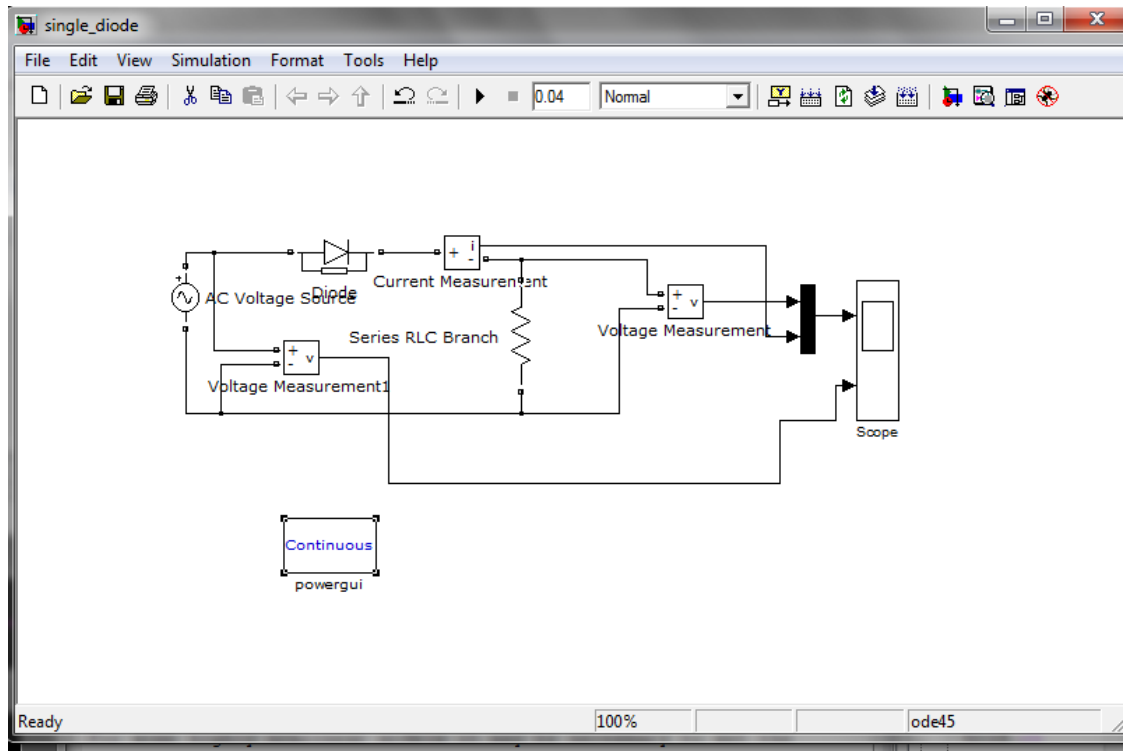 single_diode
File Edit View Simulation Format Tools Help
0.04 Normal
+ i
-
Current Measurement
Diode
+
AC Voltage Source
+
- v
Voltage Measurement
Series RLC Branch
+
- v
Voltage Measurement1
Scope
Continuous
powergui
Ready 100% ode45